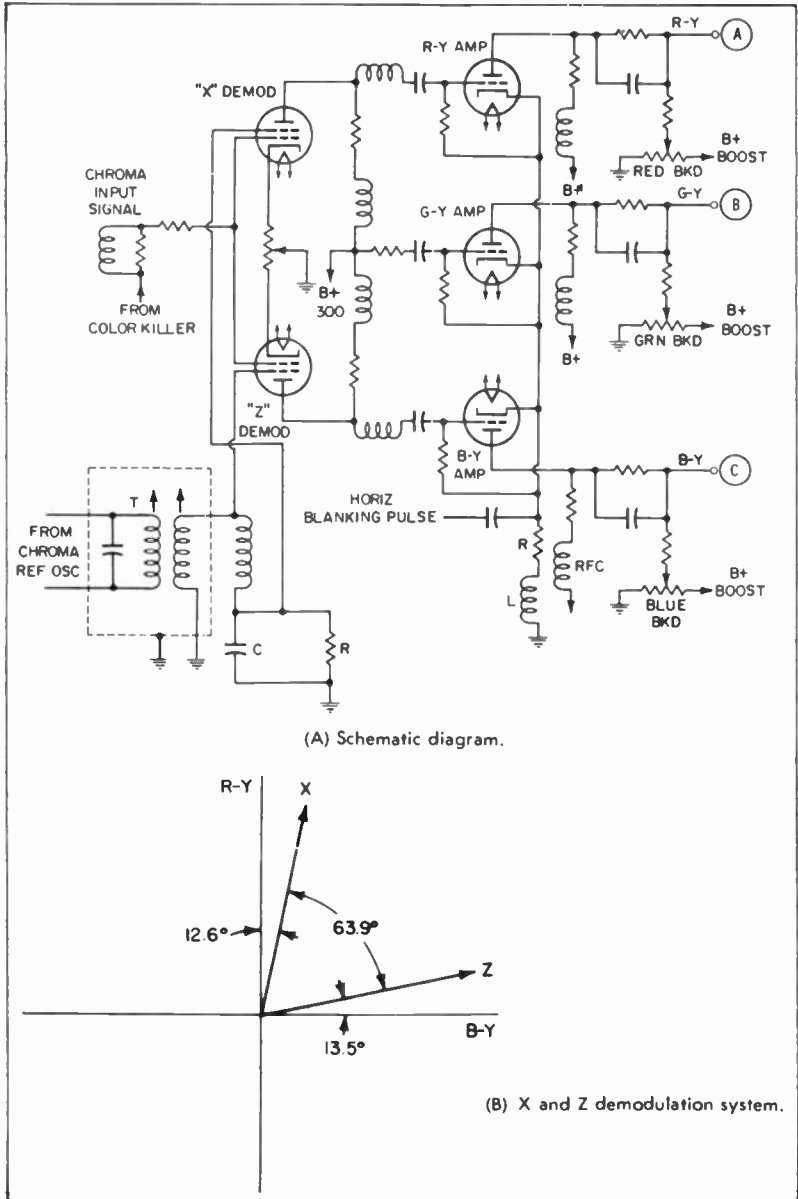 R-Y
A
R-Y AMP
"X" DEMOD
CHROMA
INPUT
SIGNAL
B+
BOOST
RED BKD
B+
G-Y
B
G-Y AMP
FROM
COLOR KILLER
B+
300
B+
BOOST
GRN BKD
B+
"Z"
DEMOD
B-Y
AMP
B-Y
C
HORIZ
BLANKING PULSE
T
FROM
CHROMA
REF OSC
R
RFC
L
B+
BOOST
BLUE
BKD
C
R
(A) Schematic diagram.
R-Y
X
12.6°
63.9°
Z
B-Y
13.5°
(B) X and Z demodulation system.